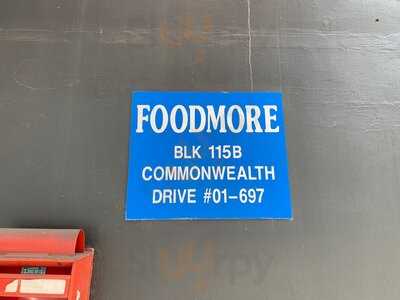 FOODMORE
BLK 115B
COMMONWEALTH
DRIVE #01-697